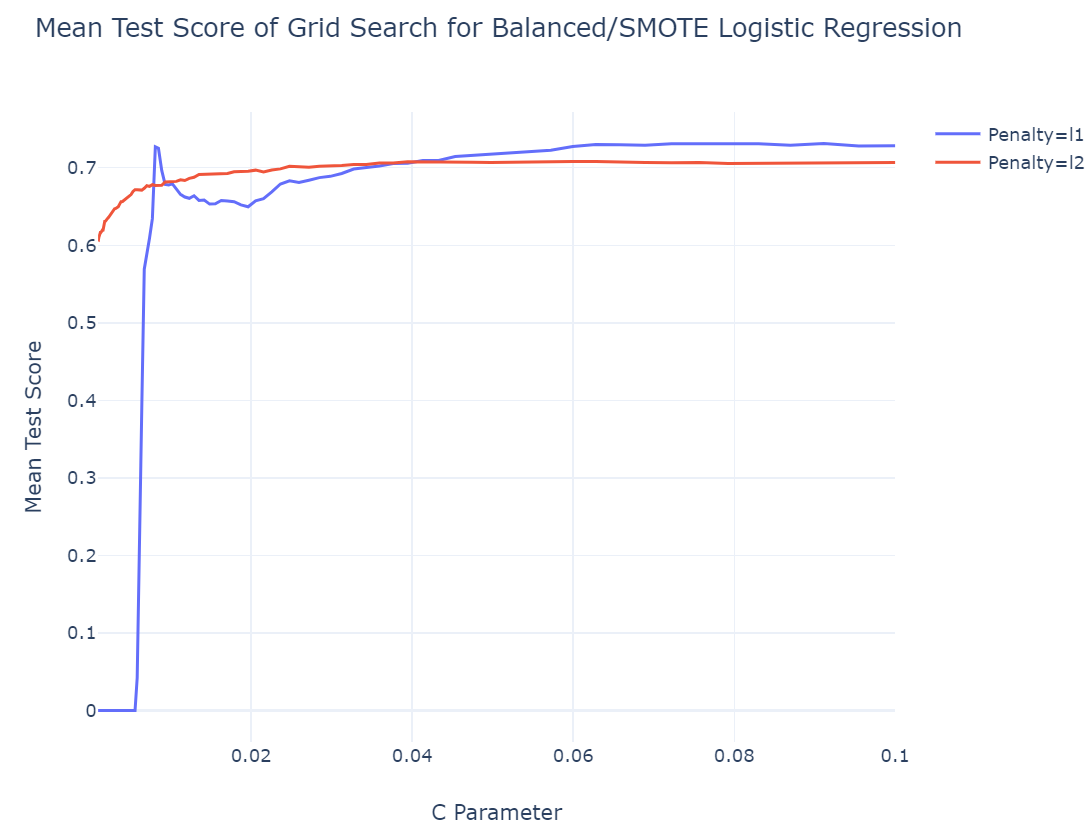 Mean Test Score of Grid Search for Balanced/SMOTE Logistic Regression
Penalty=l1
Penalty=l2
0.7
0.6
0.5
0.4
0.3
0.2
0.1
0
Mean Test Score
0.02
0.04
0.06
0.08
0.1
C Parameter